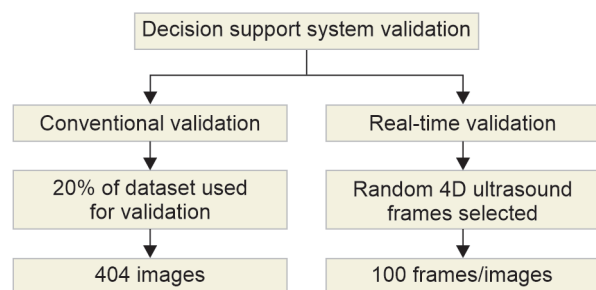 Decision support system validation
Conventional validation
Real-time validation
20% of dataset used
for validation
Random 4D ultrasound
frames selected
404 images
100 frames/images